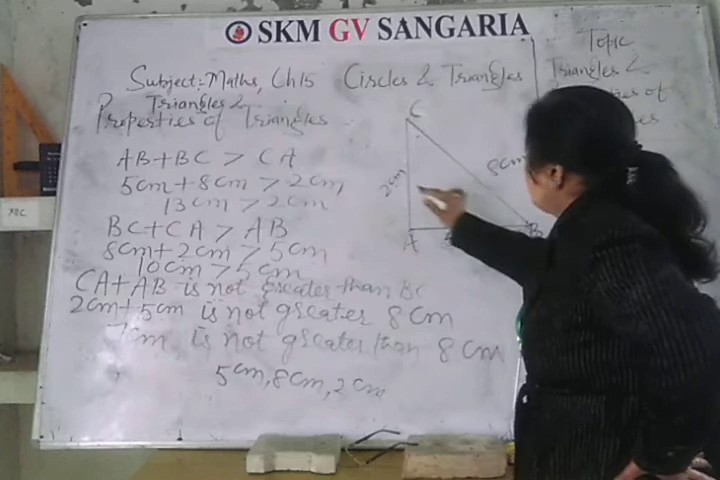 SKM GV SANGARIA
Subject:- Maths, Ch15 Circles & Triangles
Topic
Triangles &
Properties of Triangles
Triangles &
of
es
AB+BC > CA
5cm+8cm > 2cm
13cm > 2cm
BC+CA > AB
8cm+2cm > 5cm
10cm > 5cm
CA+AB is not greater than BC
2cm+5cm is not greater 8cm
7cm is not greater than 8cm
5cm, 8cm, 2cm
C
2cm
8cm
A
B